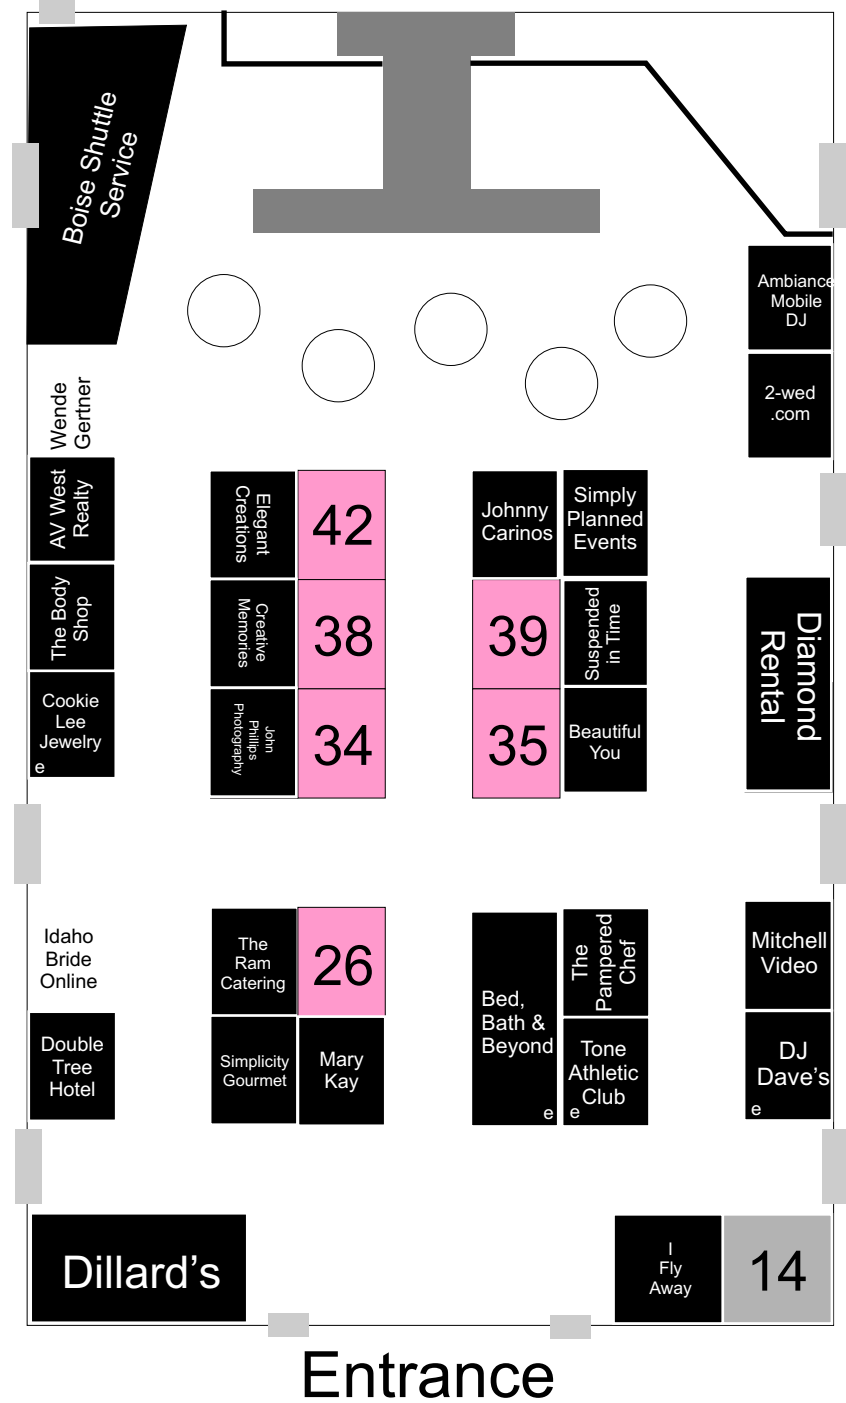 Boise Shuttle
Service
Ambiance
Mobile
DJ
2-wed
.com
Wende
Gertner
AV West
Realty
The Body
Shop
Cookie
Lee
Jewelry
e
Elegant
Creations
42
Creative
Memories
38
John
Phillips
Photography
34
Johnny
Carinos
Simply
Planned
Events
39
Suspended
in Time
35
Beautiful
You
Diamond
Rental
Idaho
Bride
Online
Double
Tree
Hotel
The
Ram
Catering
26
Simplicity
Gourmet
Mary
Kay
Bed,
Bath &
Beyond
e
The
Pampered
Chef
Tone
Athletic
Club
e
Mitchell
Video
DJ
Dave’s
e
Dillard’s
I
Fly
Away
14
Entrance